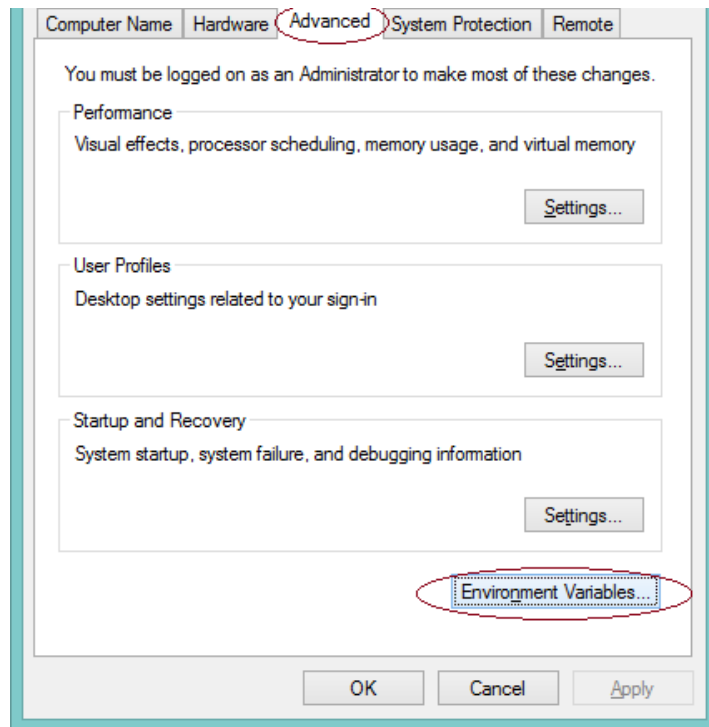 Computer Name Hardware Advanced System Protection Remote
You must be logged on as an Administrator to make most of these changes.
Performance
Visual effects, processor scheduling, memory usage, and virtual memory
Settings...
User Profiles
Desktop settings related to your sign-in
Settings...
Startup and Recovery
System startup, system failure, and debugging information
Settings...
Environment Variables...
OK Cancel Apply